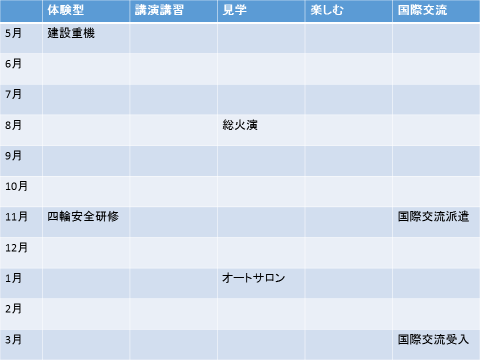 体験型 講演講習 見学 楽しむ 国際交流
5月 建設重機
6月
7月
8月 総火演
9月
10月
11月 四輪安全研修 国際交流派遣
12月
1月 オートサロン
2月
3月 国際交流受入